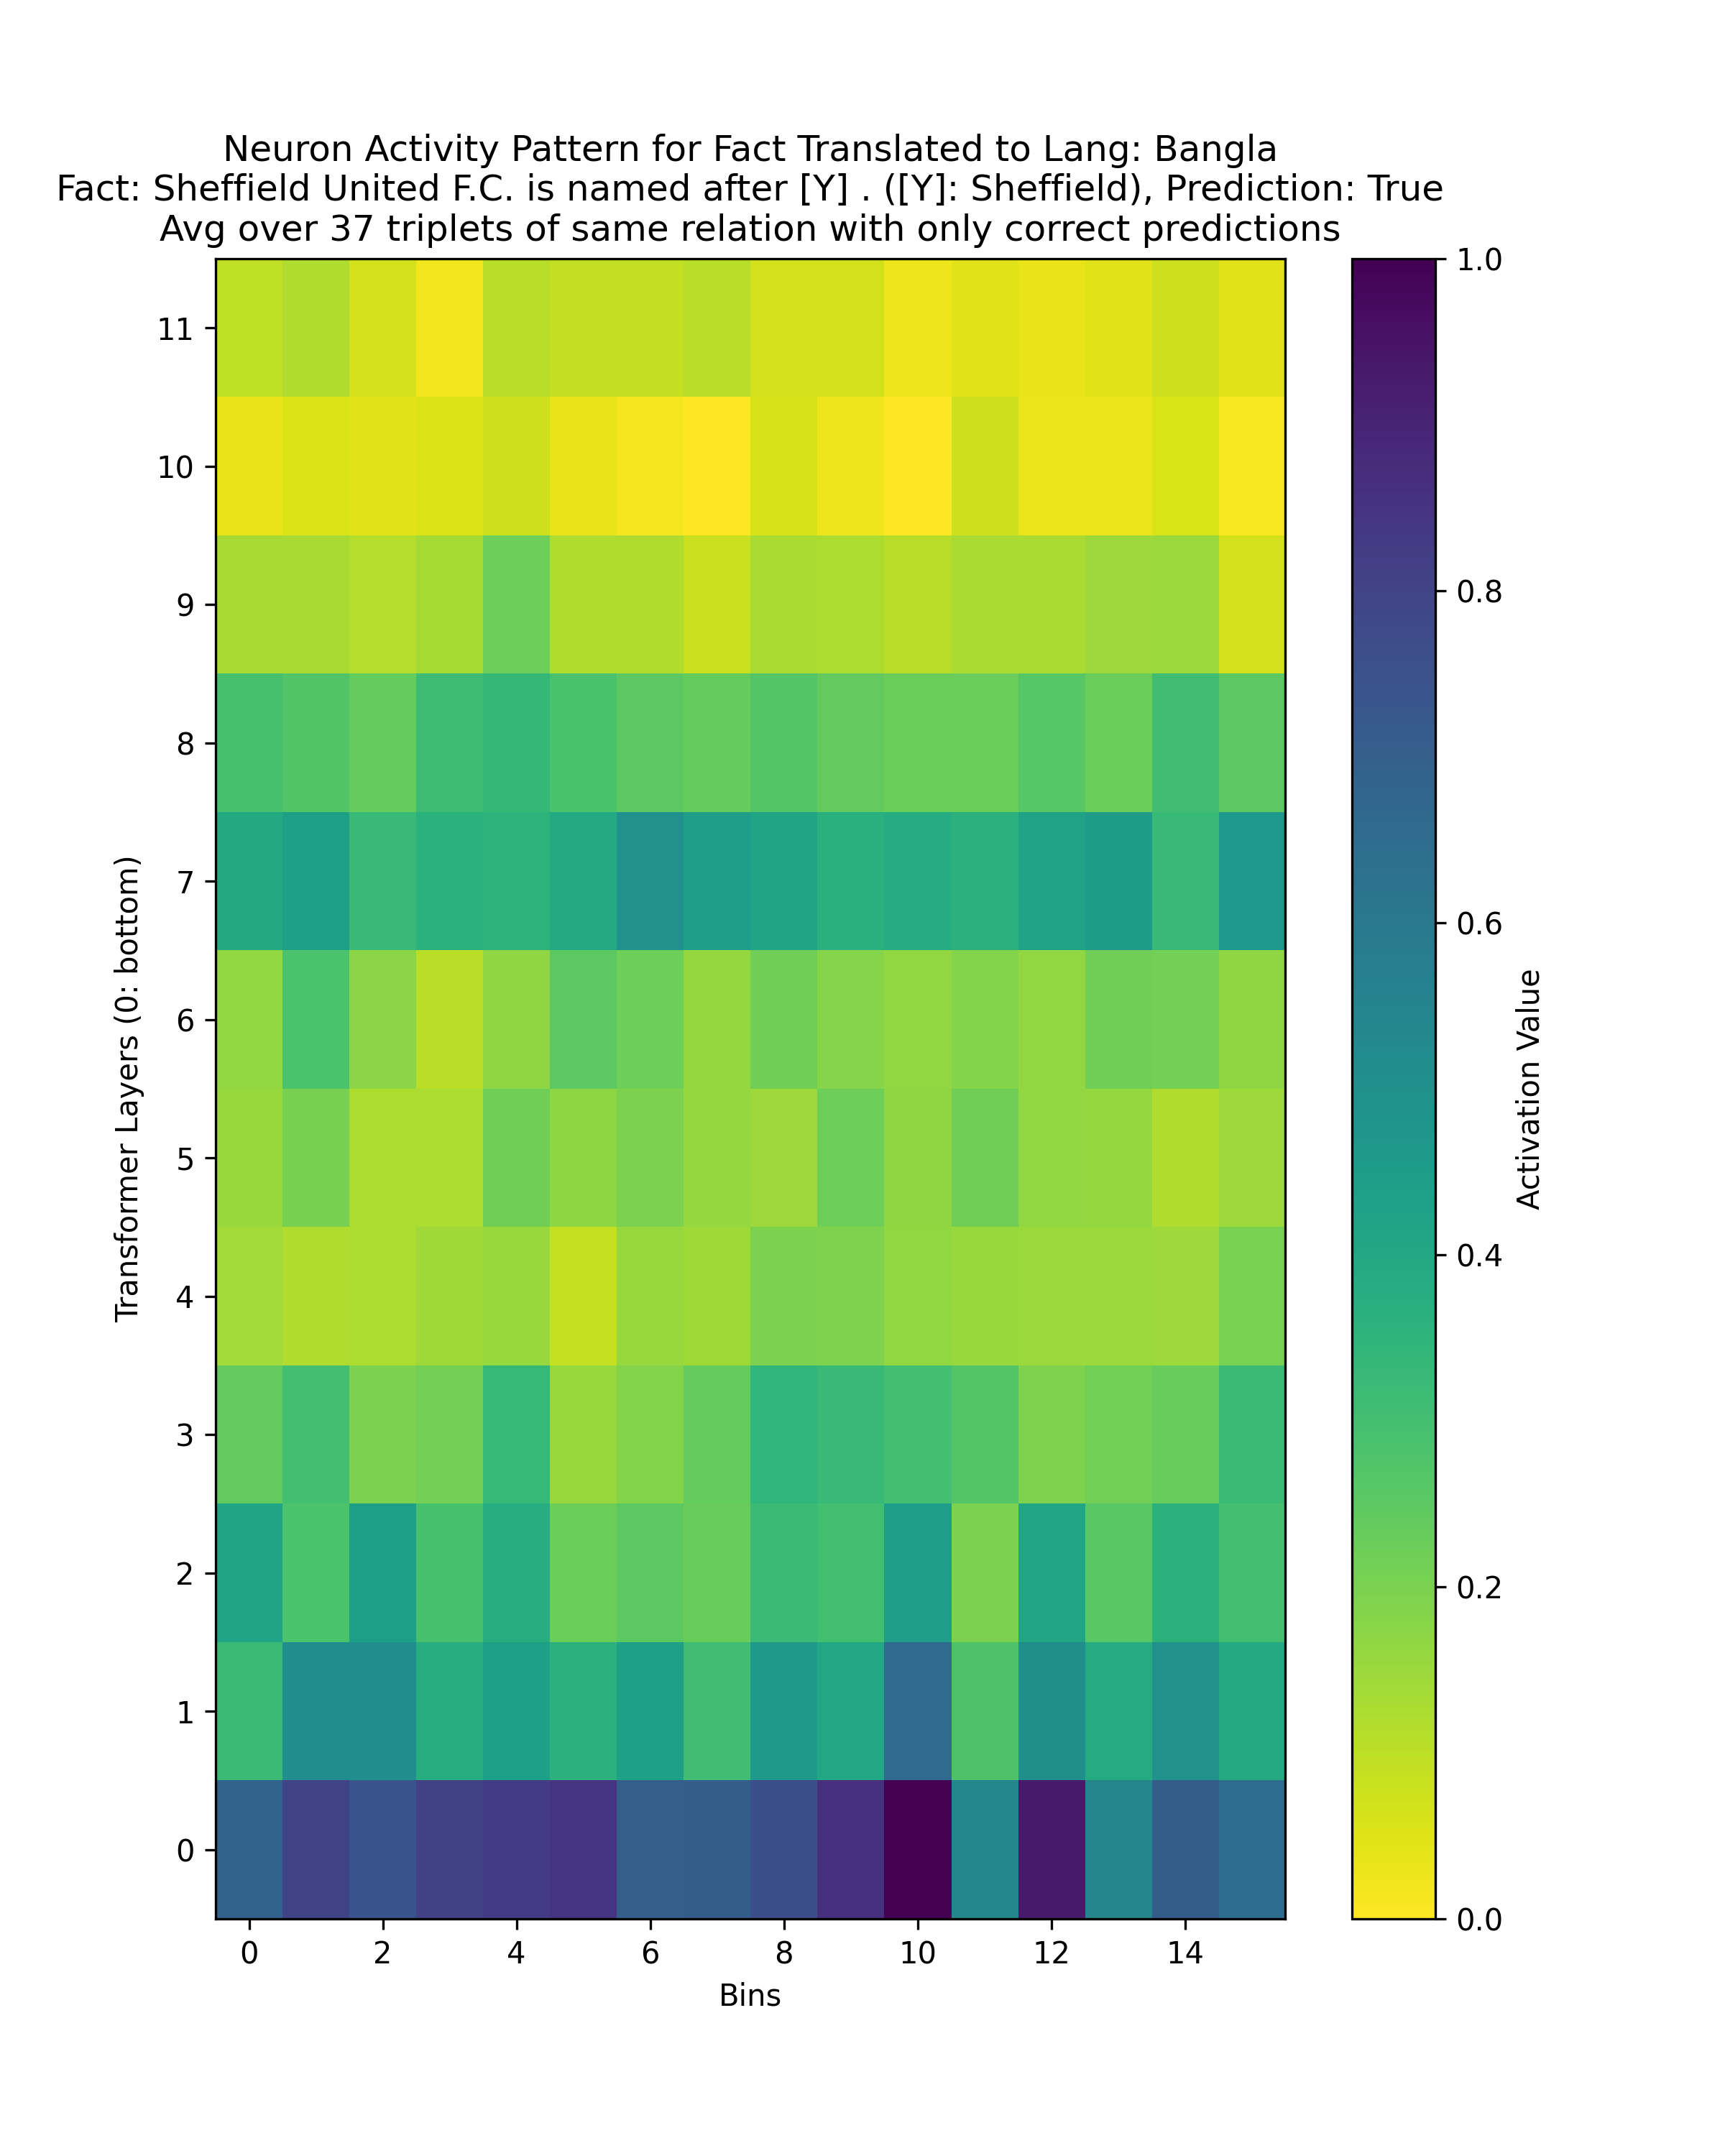 Neuron Activity Pattern for Fact Translated to Lang: Bangla
Fact: Sheffield United F.C. is named after [Y] . ([Y]: Sheffield), Prediction: True
Avg over 37 triplets of same relation with only correct predictions
Transformer Layers (0: bottom)
11
10
9
8
7
6
5
4
3
2
1
0
0 2 4 6 8 10 12 14
Bins
1.0
0.8
0.6
0.4
0.2
0.0
Activation Value